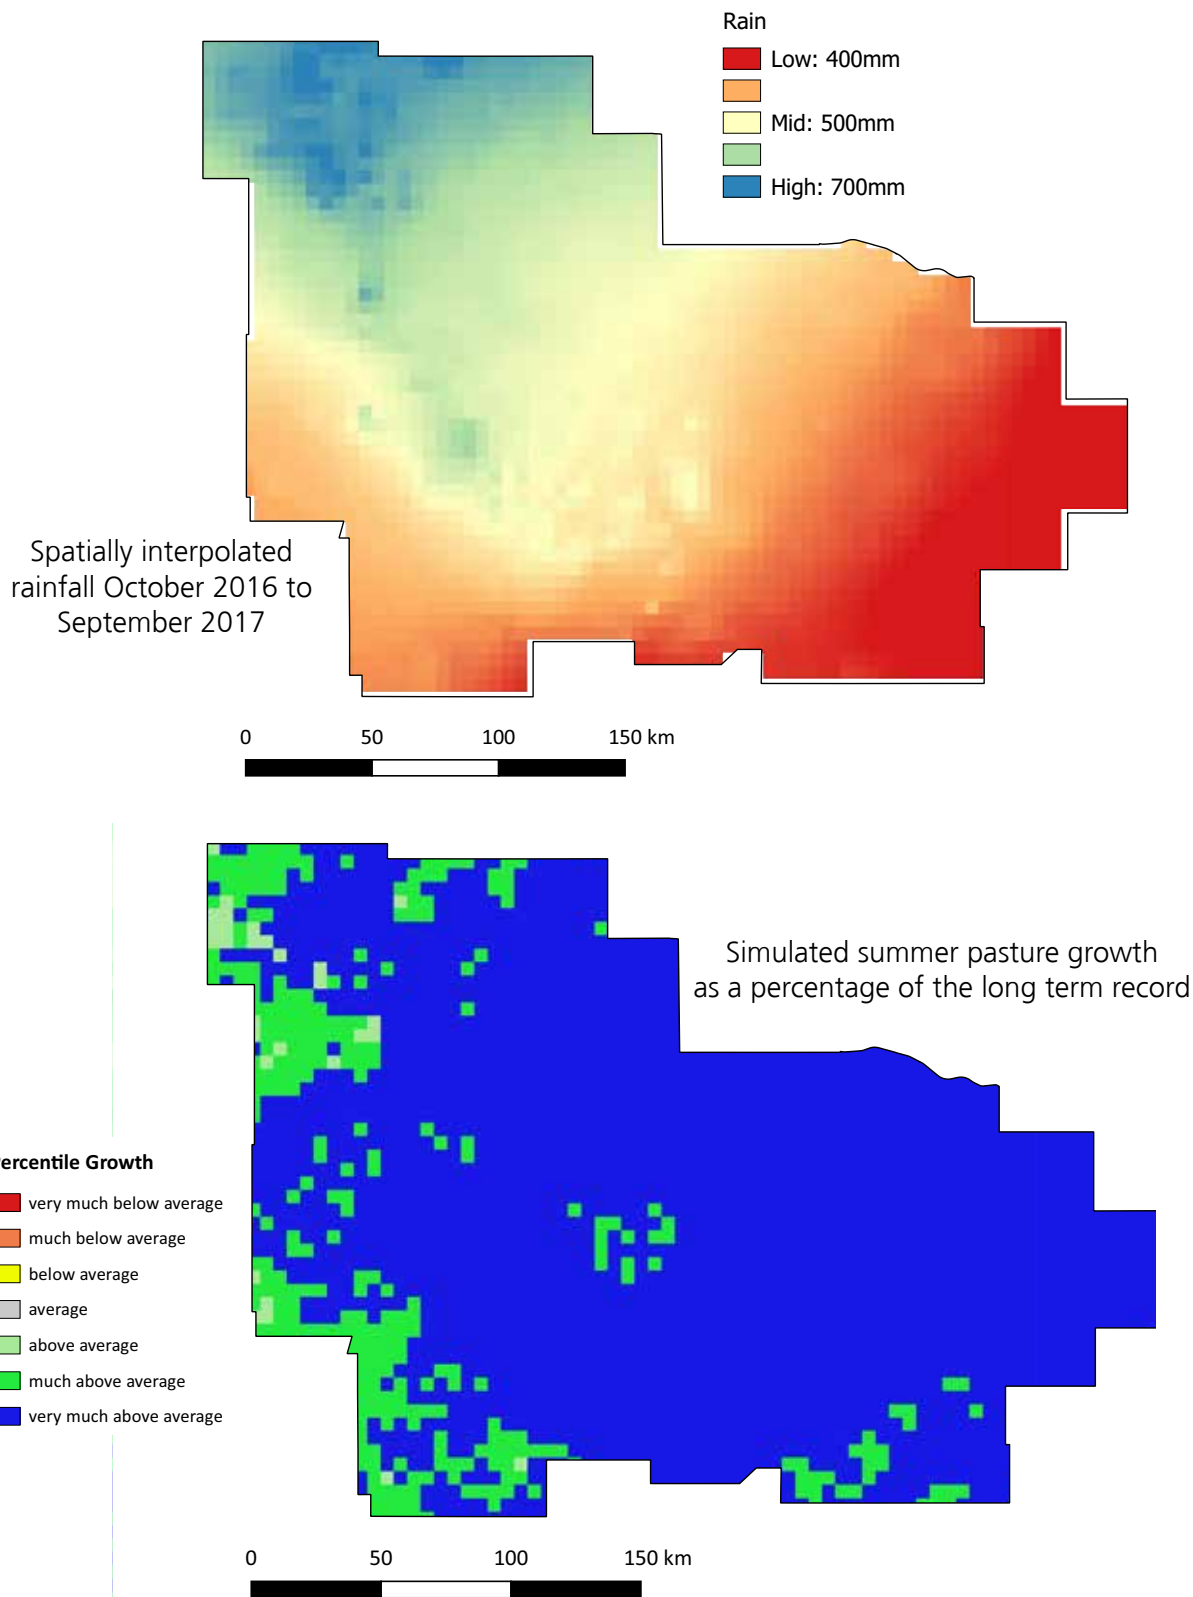 Rain
Low: 400mm
Mid: 500mm
High: 700mm
Spatially interpolated
rainfall October 2016 to
September 2017
0 50 100 150 km
Simulated summer pasture growth
as a percentage of the long term record
ercentile Growth
very much below average
much below average
below average
average
above average
much above average
very much above average
0 50 100 150 km